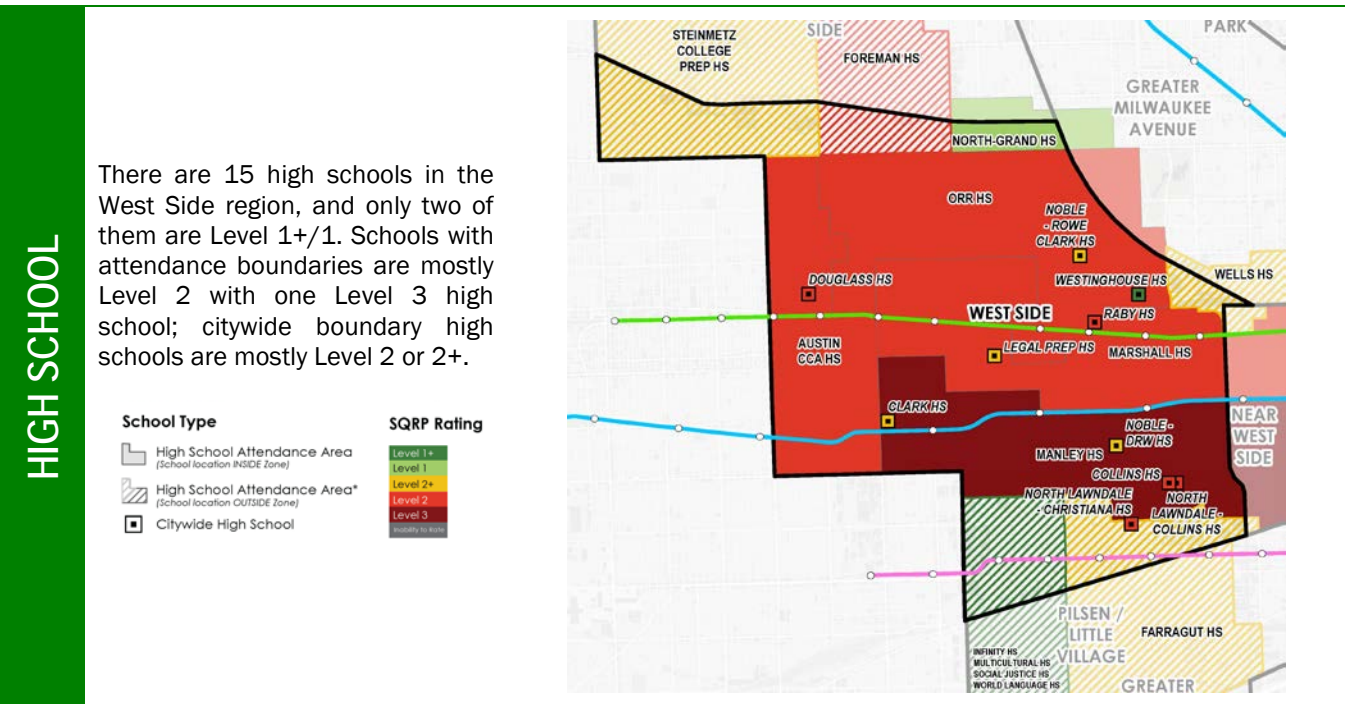 HIGH SCHOOL
There are 15 high schools in the
West Side region, and only two of
them are Level 1+/1. Schools with
attendance boundaries are mostly
Level 2 with one Level 3 high
school; citywide boundary high
schools are mostly Level 2 or 2+.
School Type
High School Attendance Area
(School location INSIDE Zone)
High School Attendance Area*
(School location OUTSIDE Zone)
Citywide High School
SQRP Rating
Level 1+
Level 1
Level 2+
Level 2
Level 3
Inability to Rate
SIDE
PARK
STEINMETZ
COLLEGE
PREP HS
FOREMAN HS
GREATER
MILWAUKEE
AVENUE
NORTH-GRAND HS
ORR HS
NOBLE
- ROWE
CLARK HS
DOUGLASS HS
WESTINGHOUSE HS
WELLS HS
WEST SIDE
RABY HS
AUSTIN
CCA HS
LEGAL PREP HS
MARSHALL HS
CLARK HS
NOBLE -
DRW HS
NEAR
WEST
SIDE
MANLEY HS
COLLINS HS
NORTH LAWNDALE
- CHRISTIANA HS
NORTH
LAWNDALE -
COLLINS HS
PILSEN /
LITTLE
VILLAGE
FARRAGUT HS
INFINITY HS
MULTICULTURAL HS
SOCIAL JUSTICE HS
WORLD LANGUAGE HS
GREATER